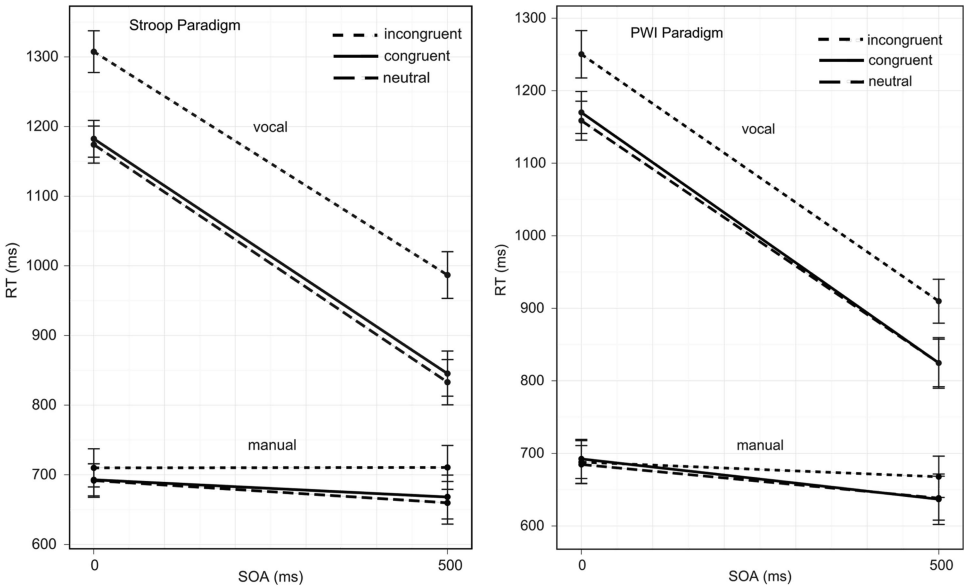 Stroop Paradigm
incongruent
congruent
neutral
vocal
manual
RT (ms)
1300
1200
1100
1000
900
800
700
600
0
500
SOA (ms)
PWI Paradigm
incongruent
congruent
neutral
vocal
manual
RT (ms)
1300
1200
1100
1000
900
800
700
600
0
500
SOA (ms)